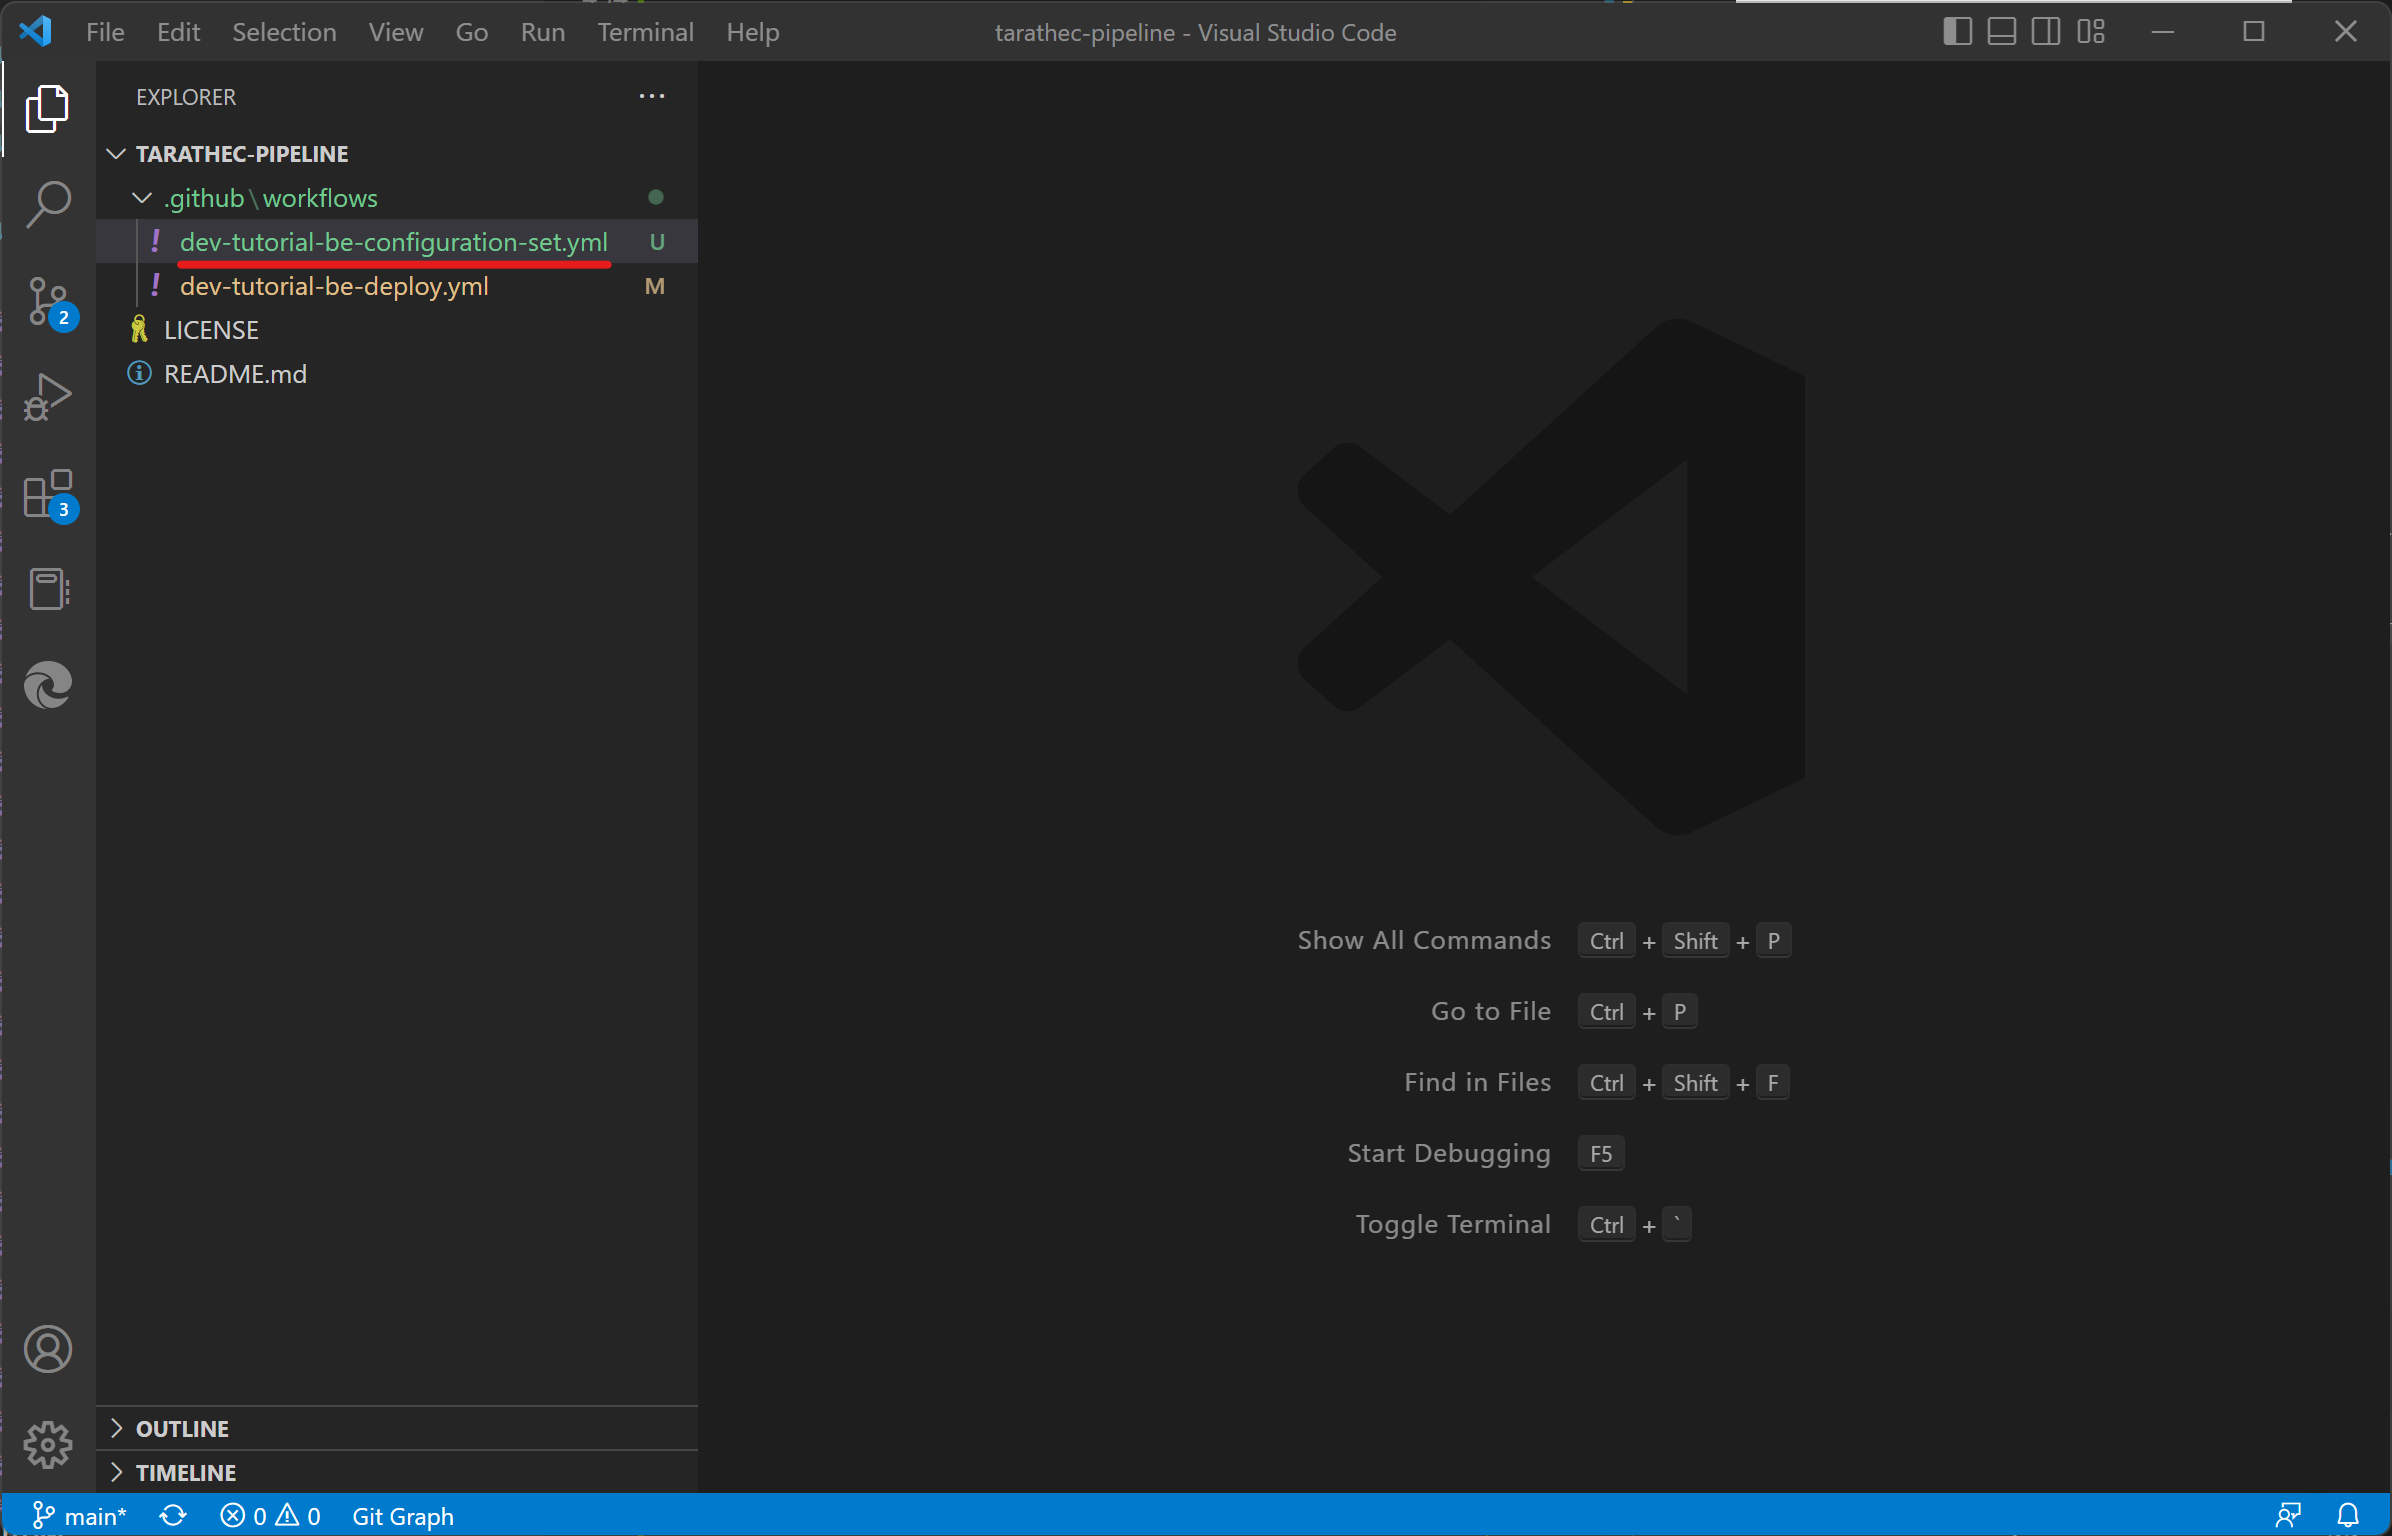 File Edit Selection View Go Run Terminal Help
tarathec-pipeline - Visual Studio Code
EXPLORER
TARATHEC-PIPELINE
.github\workflows
! dev-tutorial-be-configuration-set.yml U
! dev-tutorial-be-deploy.yml M
LICENSE
README.md
2
3
Show All Commands Ctrl + Shift + P
Go to File Ctrl + P
Find in Files Ctrl + Shift + F
Start Debugging F5
Toggle Terminal Ctrl + `
OUTLINE
TIMELINE
main* 0 0 Git Graph